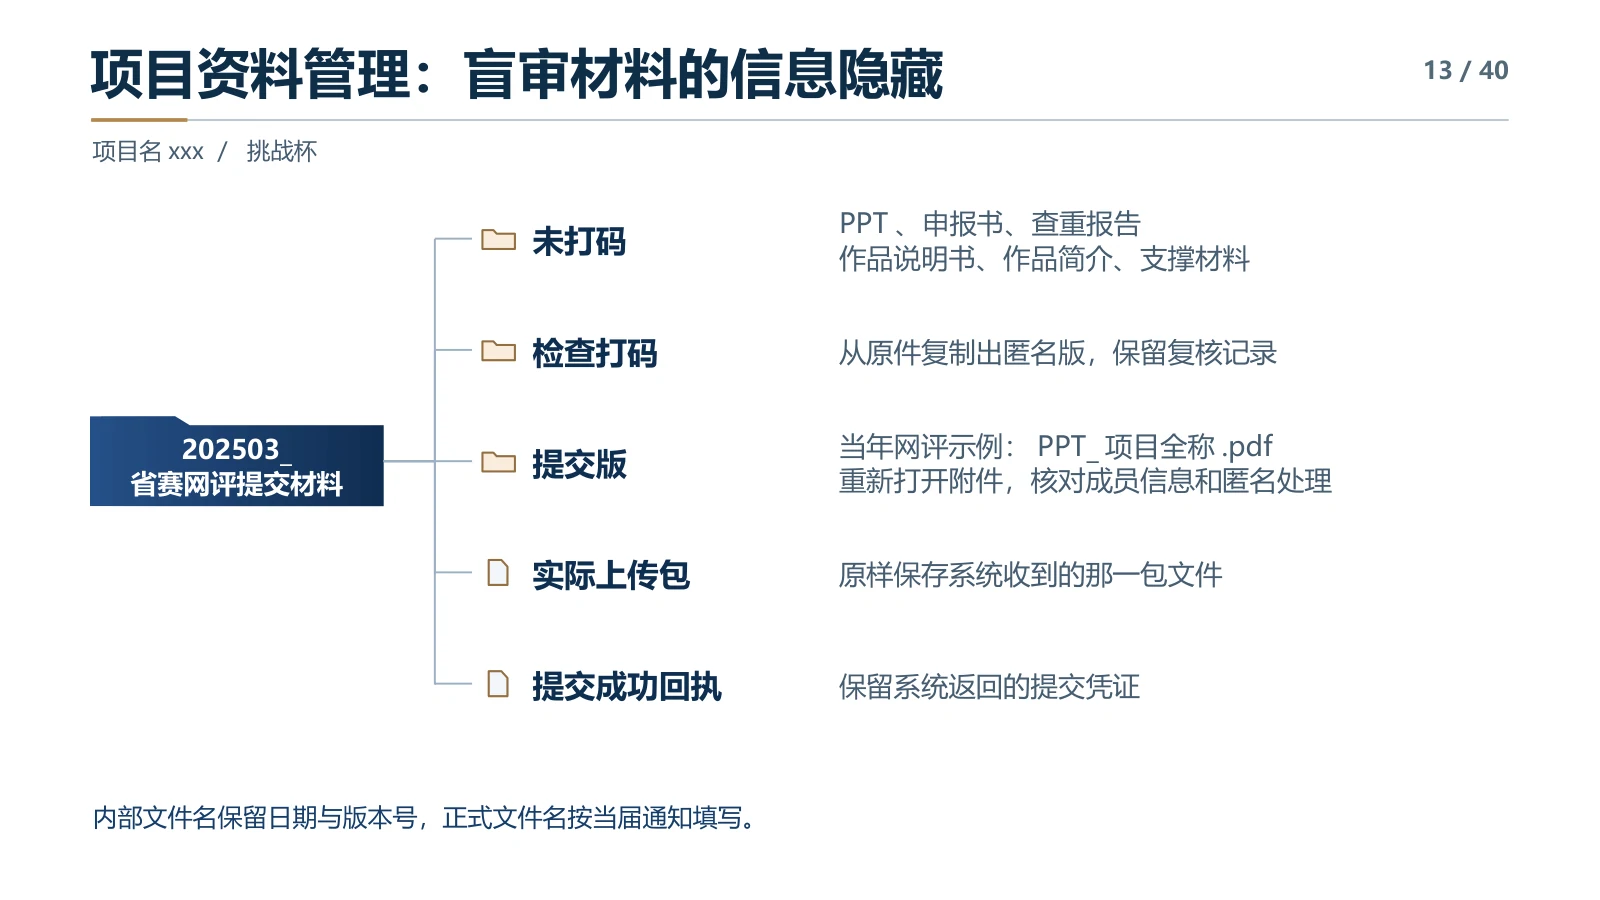 项目资料管理：盲审材料的信息隐藏
13 / 40
项目名 xxx / 挑战杯
202503_
省赛网评提交材料
未打码
PPT 、申报书、查重报告
作品说明书、作品简介、支撑材料
检查打码
从原件复制出匿名版，保留复核记录
提交版
当年网评示例： PPT_ 项目全称 .pdf
重新打开附件，核对成员信息和匿名处理
实际上传包
原样保存系统收到的那一包文件
提交成功回执
保留系统返回的提交凭证
内部文件名保留日期与版本号，正式文件名按当届通知填写。